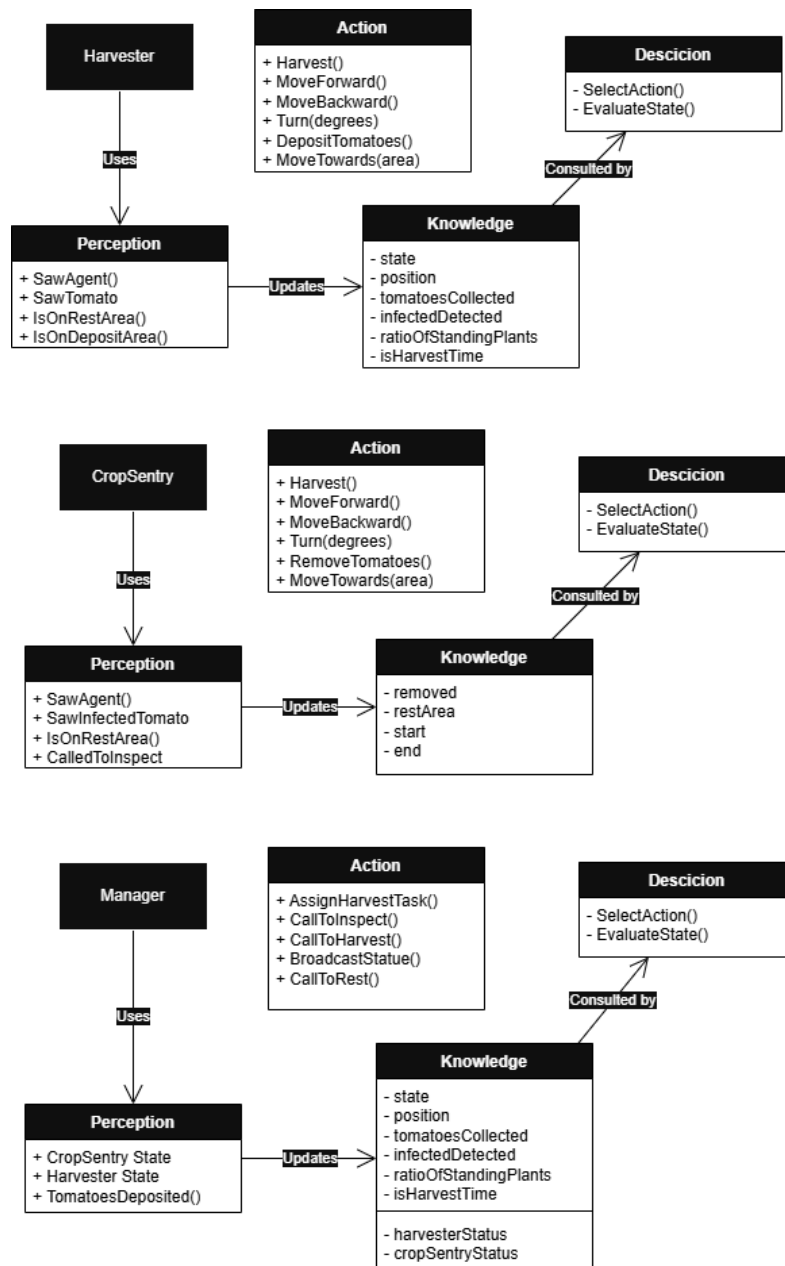 Harvester
Action
+ Harvest()
+ MoveForward()
+ MoveBackward()
+ Turn(degrees)
+ DepositTomatoes()
+ MoveTowards(area)
Descicion
- SelectAction()
- EvaluateState()
Uses
Consulted by
Perception
+ SawAgent()
+ SawTomato
+ IsOnRestArea()
+ IsOnDepositArea()
Updates
Knowledge
- state
- position
- tomatoesCollected
- infectedDetected
- ratioOfStandingPlants
- isHarvestTime
CropSentry
Action
+ Harvest()
+ MoveForward()
+ MoveBackward()
+ Turn(degrees)
+ RemoveTomatoes()
+ MoveTowards(area)
Descicion
- SelectAction()
- EvaluateState()
Uses
Consulted by
Perception
+ SawAgent()
+ SawInfectedTomato
+ IsOnRestArea()
+ CalledToInspect
Updates
Knowledge
- removed
- restArea
- start
- end
Manager
Action
+ AssignHarvestTask()
+ CallToInspect()
+ CallToHarvest()
+ BroadcastStatue()
+ CallToRest()
Descicion
- SelectAction()
- EvaluateState()
Uses
Consulted by
Perception
+ CropSentry State
+ Harvester State
+ TomatoesDeposited()
Updates
Knowledge
- state
- position
- tomatoesCollected
- infectedDetected
- ratioOfStandingPlants
- isHarvestTime
- harvesterStatus
- cropSentryStatus